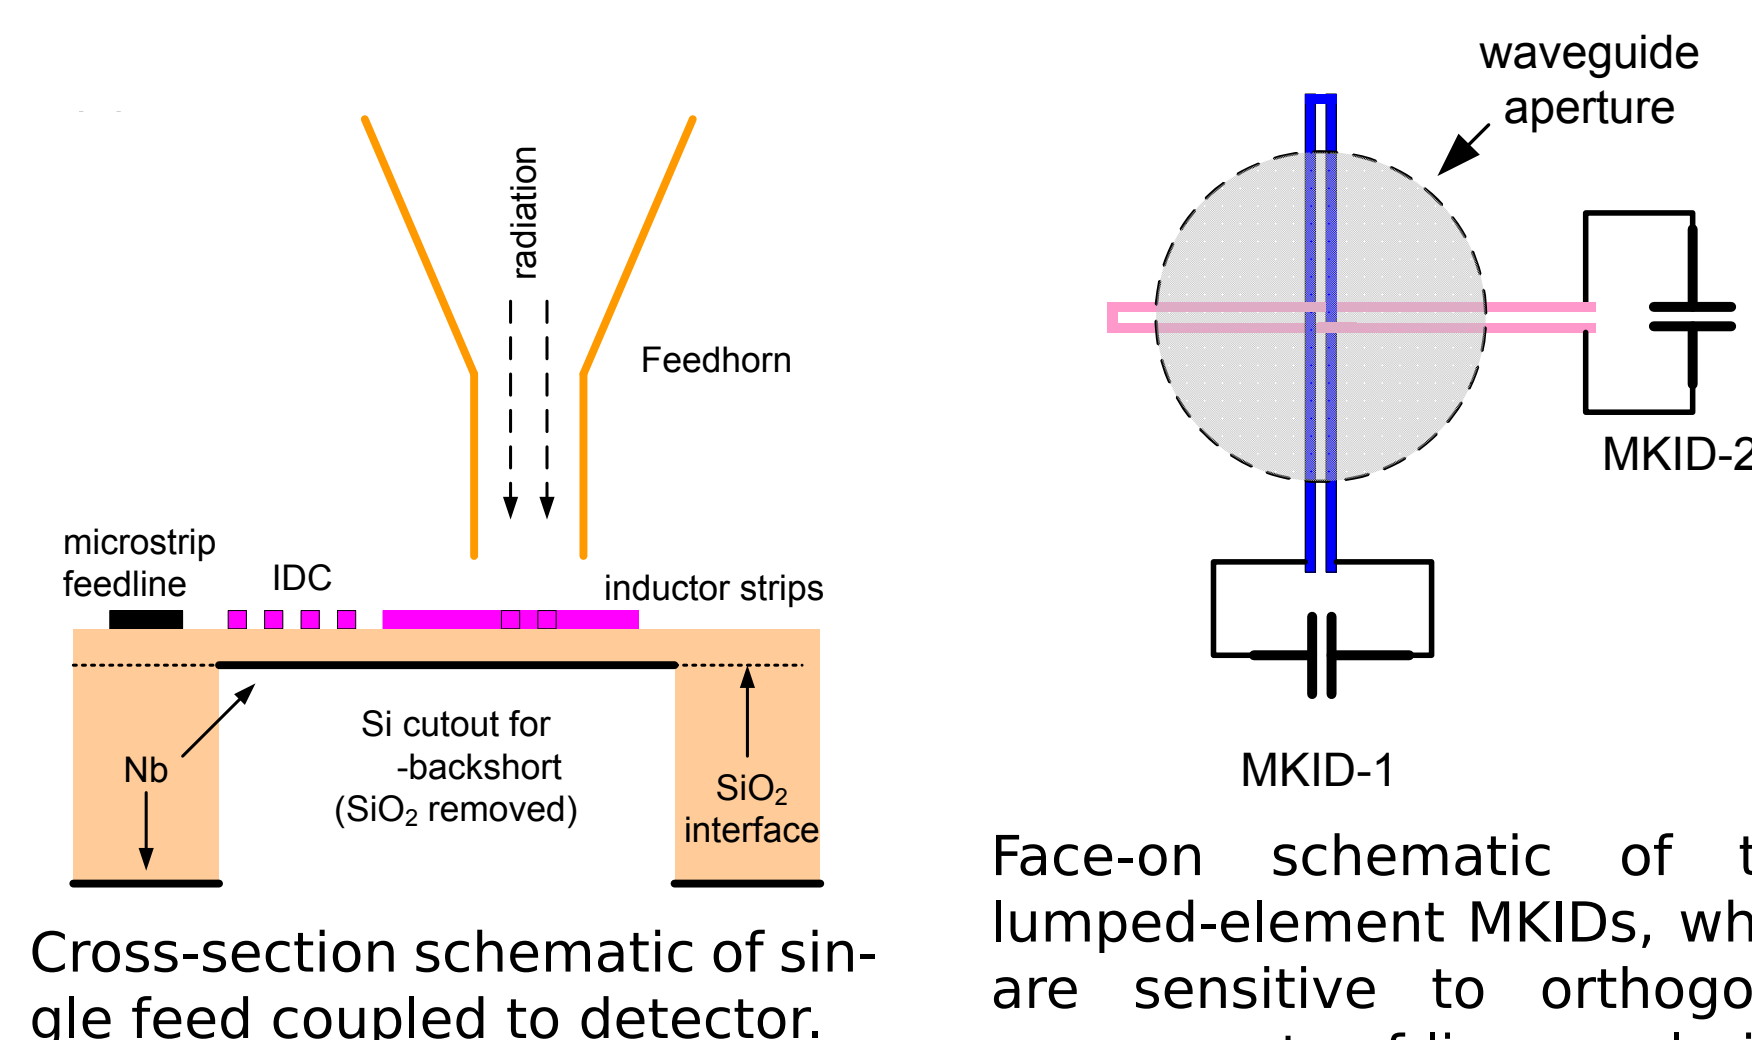 radiation
Feedhorn
microstrip
feedline
IDC
inductor strips
Si cutout for
-backshort
(SiO₂ removed)
Nb
SiO₂
interface
Cross-section schematic of sin-
gle feed coupled to detector.
waveguide
aperture
MKID-2
MKID-1
Face-on schematic of
lumped-element MKIDs,
are sensitive to